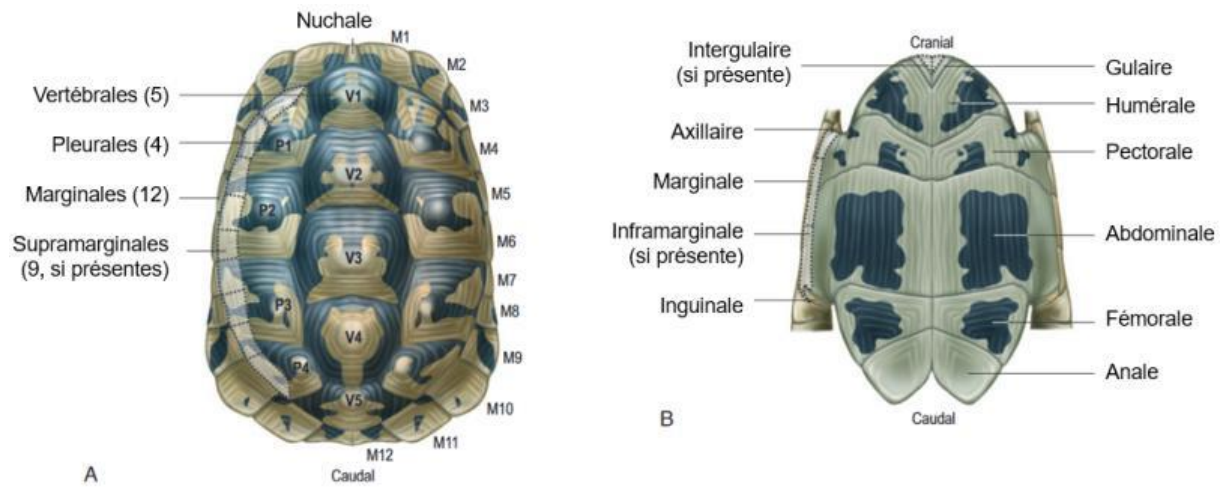 Nuchale
Vertébrales (5)
Pleurales (4)
Marginales (12)
Supramarginales
(9, si présentes)
M1
M2
M3
M4
M5
M6
M7
M8
M9
M10
M11
M12
V1
V2
V3
V4
V5
P1
P2
P3
P4
Caudal
A
Cranial
Intergulaire
(si présente)
Axillaire
Marginale
Inframarginale
(si présente)
Inguinale
Gulaire
Humérale
Pectorale
Abdominale
Fémorale
Anale
Caudal
B